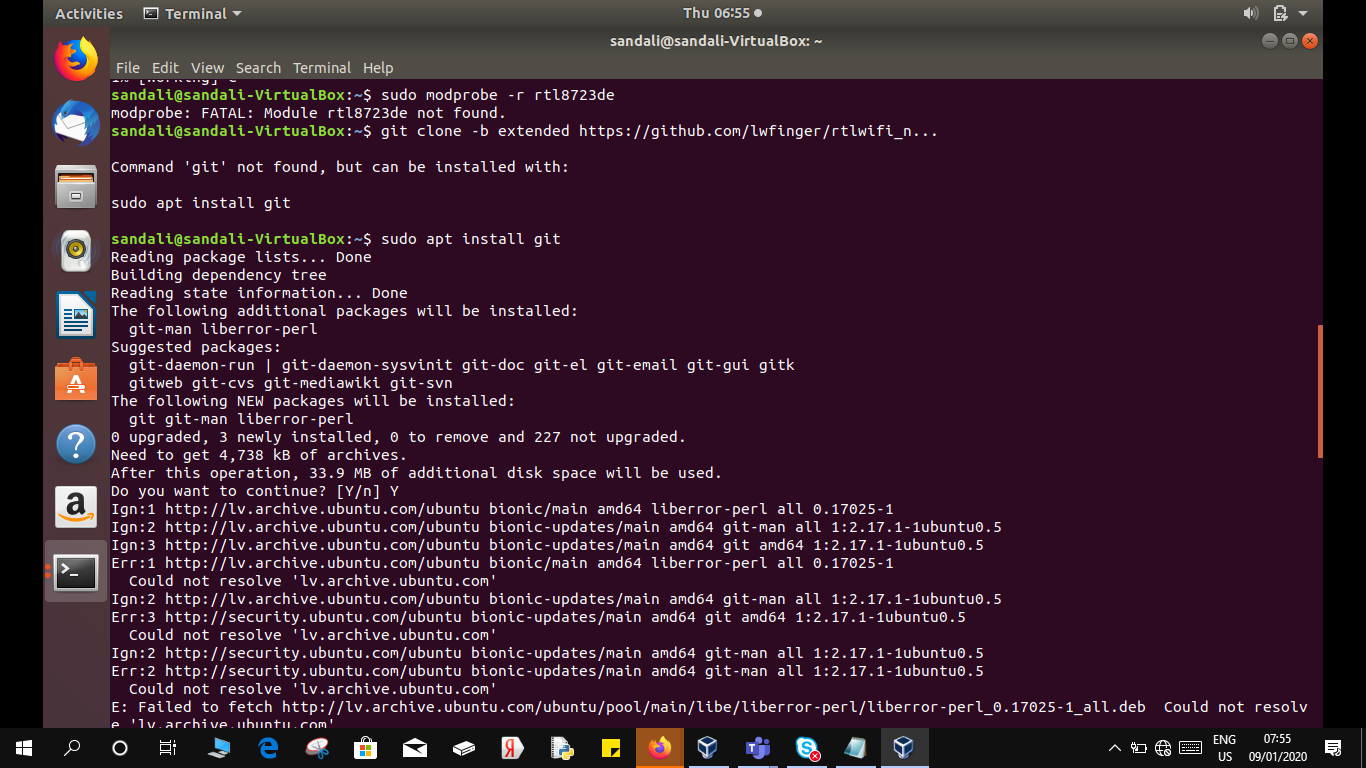 Activities
Terminal
Thu 06:55
sandali@sandali-VirtualBox: ~
File Edit View Search Terminal Help
1% [Working]^C
sandali@sandali-VirtualBox:~$ sudo modprobe -r rtl8723de
modprobe: FATAL: Module rtl8723de not found.
sandali@sandali-VirtualBox:~$ git clone -b extended https://github.com/lwfinger/rtlwifi_n...
Command 'git' not found, but can be installed with:
sudo apt install git
sandali@sandali-VirtualBox:~$ sudo apt install git
Reading package lists... Done
Building dependency tree
Reading state information... Done
The following additional packages will be installed:
git-man liberror-perl
Suggested packages:
git-daemon-run | git-daemon-sysvinit git-doc git-el git-email git-gui gitk
gitweb git-cvs git-mediawiki git-svn
The following NEW packages will be installed:
git git-man liberror-perl
0 upgraded, 3 newly installed, 0 to remove and 227 not upgraded.
Need to get 4,738 kB of archives.
After this operation, 33.9 MB of additional disk space will be used.
Do you want to continue? [Y/n] Y
Ign:1 http://lv.archive.ubuntu.com/ubuntu bionic/main amd64 liberror-perl all 0.17025-1
Ign:2 http://lv.archive.ubuntu.com/ubuntu bionic-updates/main amd64 git-man all 1:2.17.1-1ubuntu0.5
Ign:3 http://lv.archive.ubuntu.com/ubuntu bionic-updates/main amd64 git amd64 1:2.17.1-1ubuntu0.5
Err:1 http://lv.archive.ubuntu.com/ubuntu bionic/main amd64 liberror-perl all 0.17025-1
Could not resolve 'lv.archive.ubuntu.com'
Ign:2 http://lv.archive.ubuntu.com/ubuntu bionic-updates/main amd64 git-man all 1:2.17.1-1ubuntu0.5
Err:3 http://security.ubuntu.com/ubuntu bionic-updates/main amd64 git amd64 1:2.17.1-1ubuntu0.5
Could not resolve 'lv.archive.ubuntu.com'
Ign:2 http://security.ubuntu.com/ubuntu bionic-updates/main amd64 git-man all 1:2.17.1-1ubuntu0.5
Err:2 http://security.ubuntu.com/ubuntu bionic-updates/main amd64 git-man all 1:2.17.1-1ubuntu0.5
Could not resolve 'lv.archive.ubuntu.com'
E: Failed to fetch http://lv.archive.ubuntu.com/ubuntu/pool/main/libe/liberror-perl/liberror-perl_0.17025-1_all.deb Could not resolv
e 'lv.archive.ubuntu.com'
ENG
US
07:55
09/01/2020